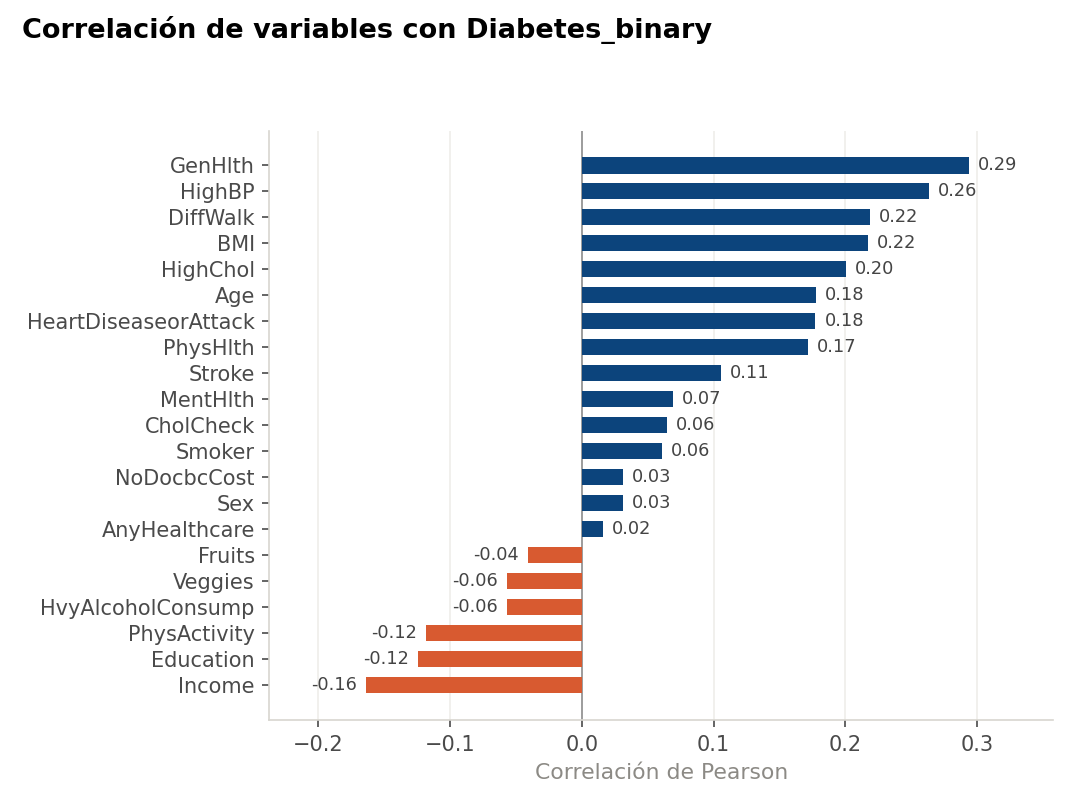 Correlación de variables con Diabetes_binary
GenHlth 0.29
HighBP 0.26
DiffWalk 0.22
BMI 0.22
HighChol 0.20
Age 0.18
HeartDiseaseorAttack 0.18
PhysHlth 0.17
Stroke 0.11
MentHlth 0.07
CholCheck 0.06
Smoker 0.06
NoDocbcCost 0.03
Sex 0.03
AnyHealthcare 0.02
Fruits -0.04
Veggies -0.06
HvyAlcoholConsump -0.06
PhysActivity -0.12
Education -0.12
Income -0.16
−0.2 −0.1 0.0 0.1 0.2 0.3
Correlación de Pearson